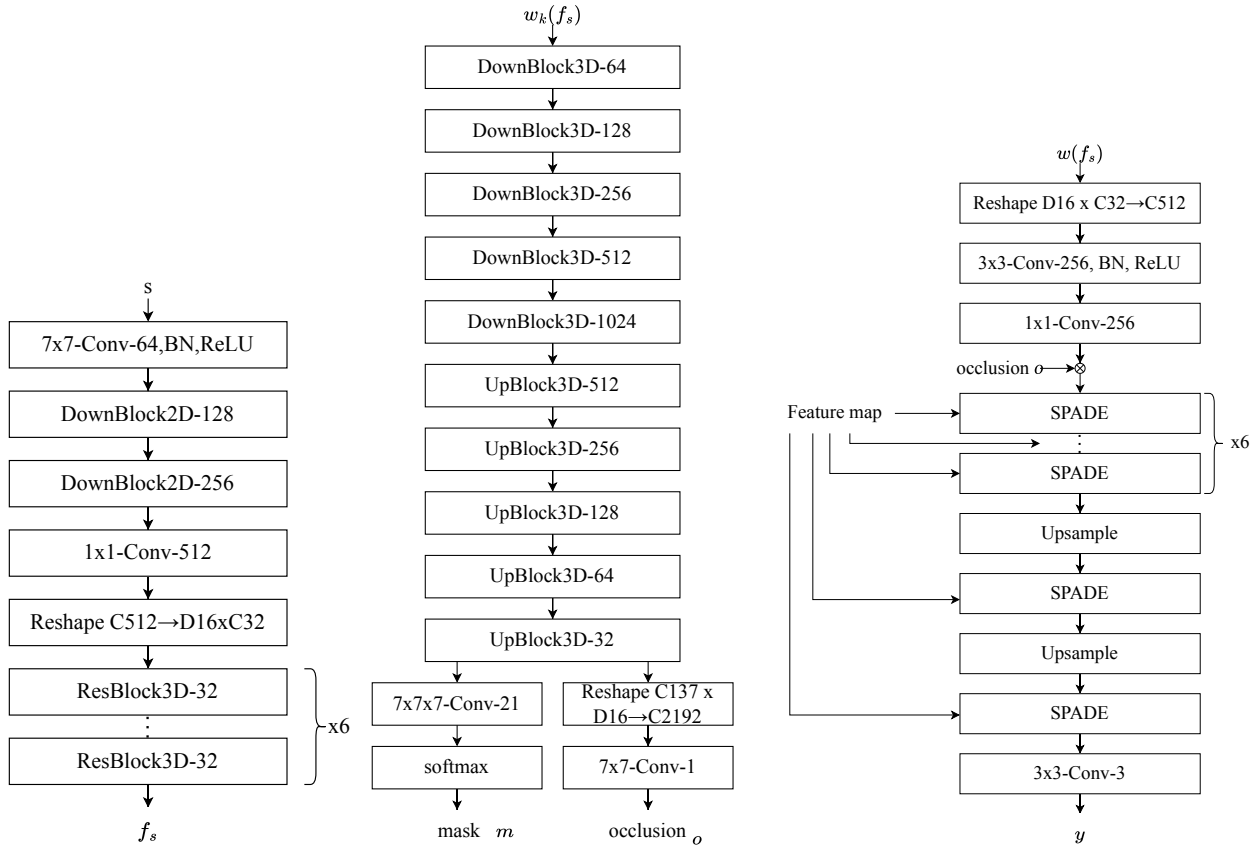 s
7x7-Conv-64,BN,ReLU
DownBlock2D-128
DownBlock2D-256
1x1-Conv-512
Reshape C512→D16xC32
ResBlock3D-32
⋮
ResBlock3D-32
x6
f_s
w_k(f_s)
DownBlock3D-64
DownBlock3D-128
DownBlock3D-256
DownBlock3D-512
DownBlock3D-1024
UpBlock3D-512
UpBlock3D-256
UpBlock3D-128
UpBlock3D-64
UpBlock3D-32
7x7x7-Conv-21
softmax
mask m
Reshape C137 x
D16→C2192
7x7-Conv-1
occlusion o
w(f_s)
Reshape D16 x C32→C512
3x3-Conv-256, BN, ReLU
1x1-Conv-256
occlusion o ⊗
Feature map
SPADE
⋮
SPADE
x6
Upsample
SPADE
Upsample
SPADE
3x3-Conv-3
y